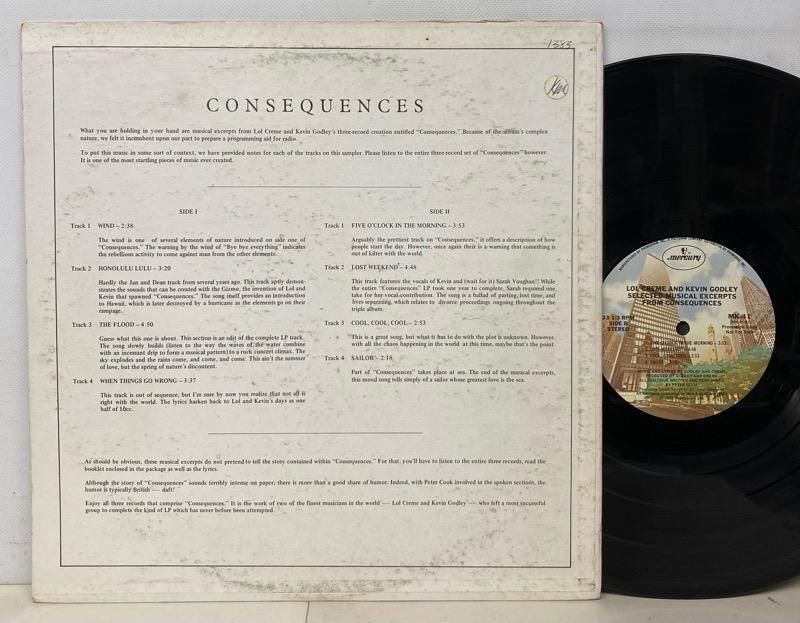 1383
KM
CONSEQUENCES
What you are holding in your hand are musical excerpts from Lol Creme and Kevin Godley's three-record creation entitled "Consequences." Because of the album's complex
nature, we felt it incumbent upon our part to prepare a programming aid for radio.
To put this music in some sort of context, we have provided notes for each of the tracks on this sampler. Please listen to the entire three-record set of "Consequences" however.
It is one of the most startling pieces of music ever created.
SIDE I
Track 1 WIND – 2:38
The wind is one of several elements of nature introduced on side one of
"Consequences." The warning by the wind of "Bye bye everything" indicates
the rebellious activity to come against man from the other elements.
Track 2 HONOLULU LULU – 3:20
Hardly the Jan and Dean track from several years ago. This track aptly demon-
strates the sounds that can be created with the Gizmo, the invention of Lol and
Kevin that spawned "Consequences." The song itself provides an introduction
to Hawaii, which is later destroyed by a hurricane as the elements go on their
rampage.
Track 3 THE FLOOD – 4:50
Guess what this one is about. This section is an edit of the complete LP track.
The song slowly builds (listen to the way the waves of the water combine
with an incessant drip to form a musical pattern) to a rock concert climax. The
sky explodes and the rains come, and come, and come. This ain't the summer
of love, but the spring of nature's discontent.
Track 4 WHEN THINGS GO WRONG – 3:37
This track is out of sequence, but I'm sure by now you realize that not all is
right with the world. The lyrics harken back to Lol and Kevin's days as one
half of 10cc.
SIDE II
Track 1 FIVE O'CLOCK IN THE MORNING – 3:53
Arguably the prettiest track on "Consequences," it offers a description of how
people start the day. However, once again their is a warning that something is
out of kilter with the world.
Track 2 LOST WEEKEND – 4:48
This track features the vocals of Kevin and (wait for it) Sarah Vaughan!! While
the entire "Consequences" LP took one year to complete, Sarah required one
take for her vocal contribution. The song is a ballad of parting, lost time, and
lives separating, which relates to divorce proceedings ongoing throughout the
triple album.
Track 3 COOL, COOL, COOL – 2:53
This is a great song, but what it has to do with the plot is unknown. However,
with all the chaos happening in the world at this time, maybe that's the point.
Track 4 SAILOR – 2:18
Part of "Consequences" takes place at sea. The end of the musical excerpts,
this mood song tells simply of a sailor whose greatest love is the sea.
As should be obvious, these musical excerpts do not pretend to tell the story contained within "Consequences." For that, you'll have to listen to the entire three records, read the
booklet enclosed in the package as well as the lyrics.
Although the story of "Consequences" sounds terribly intense on paper, there is more than a good share of humor. Indeed, with Peter Cook involved in the spoken sections, the
humor is typically British — daft!
Enjoy all three records that comprise "Consequences." It is the work of two of the finest musicians in the world — Lol Creme and Kevin Godley — who left a most successful
group to complete the kind of LP which has never before been attempted.
mercury
LOL CREME AND KEVIN GODLEY
SELECTED MUSICAL EXCERPTS
FROM CONSEQUENCES
33 1/3 RPM
SIDE B
STEREO
MK-41
Not For Sale
THE MORNING - 3:53